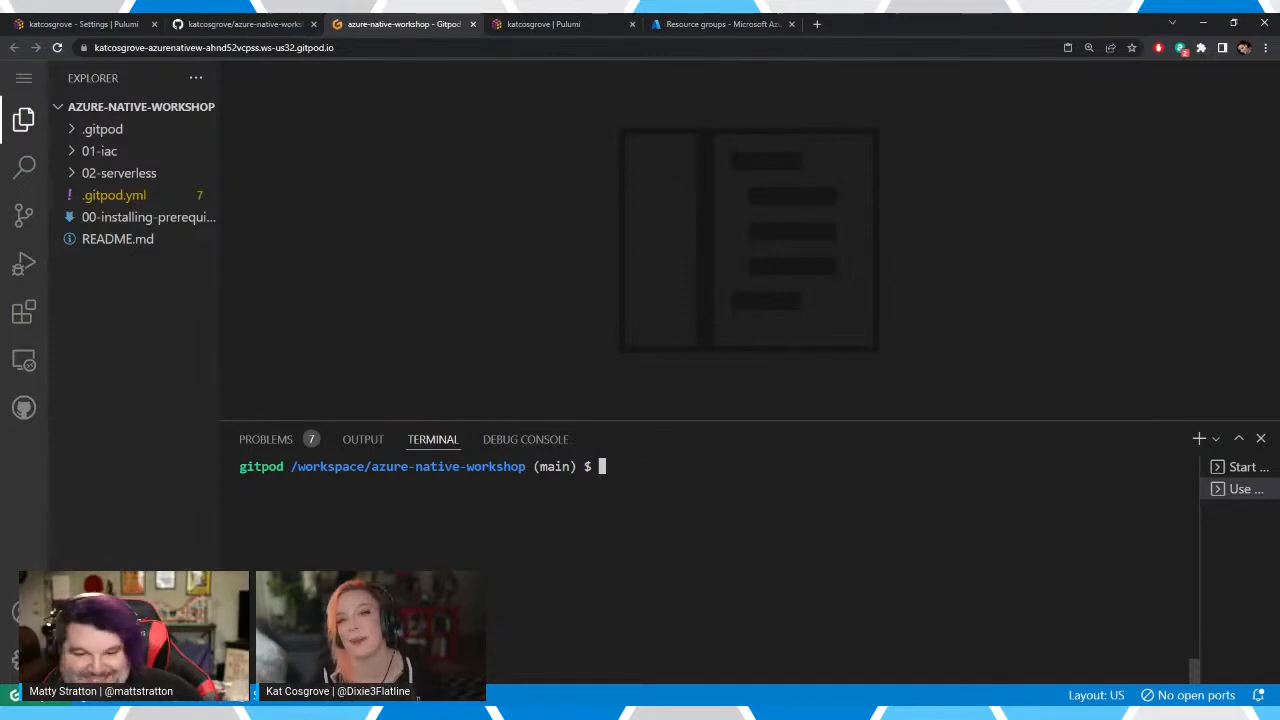 katcosgrove - Settings | Pulumi
katcosgrove/azure-native-works
azure-native-workshop - Gitpod
katcosgrove | Pulumi
Resource groups - Microsoft Az
katcosgrove-azurenativew-ahnd52vcpss.ws-us32.gitpod.io
2
EXPLORER
AZURE-NATIVE-WORKSHOP
.gitpod
01-iac
02-serverless
.gitpod.yml 7
00-installing-prerequi...
README.md
PROBLEMS 7 OUTPUT TERMINAL DEBUG CONSOLE
gitpod /workspace/azure-native-workshop (main) $
Start ...
Use ...
Matty Stratton | @mattstratton
Kat Cosgrove | @Dixie3Flatline
Layout: US
No open ports